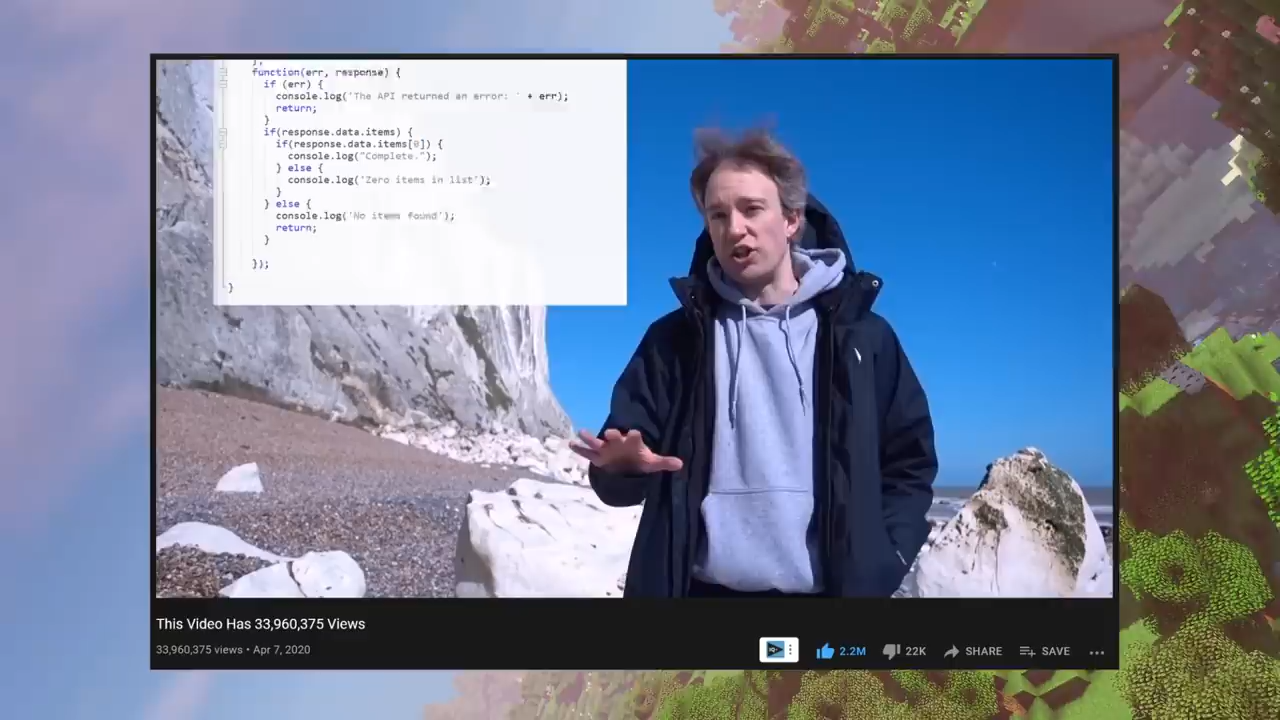 },
function(err, response) {
if (err) {
console.log('The API returned an error: ' + err);
return;
}
if(response.data.items) {
if(response.data.items[0]) {
console.log("Complete.");
} else {
console.log('Zero items in list');
}
} else {
console.log('No items found');
return;
}
});
}
This Video Has 33,960,375 Views
33,960,375 views • Apr 7, 2020
2.2M
22K
SHARE
SAVE